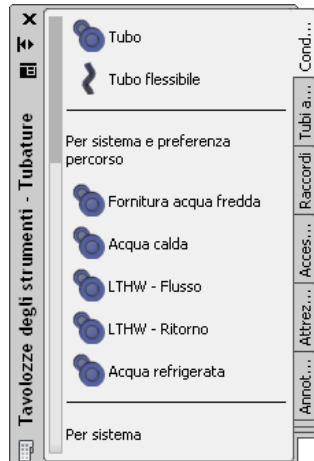 Tubo
Tubo flessibile
Per sistema e preferenza
percorso
Fornitura acqua fredda
Acqua calda
LTHW - Flusso
LTHW - Ritorno
Acqua refrigerata
Per sistema
Tavolozze degli strumenti - Tubature
Cond...
Tubi a...
Raccordi
Acces...
Attrez...
Annot...